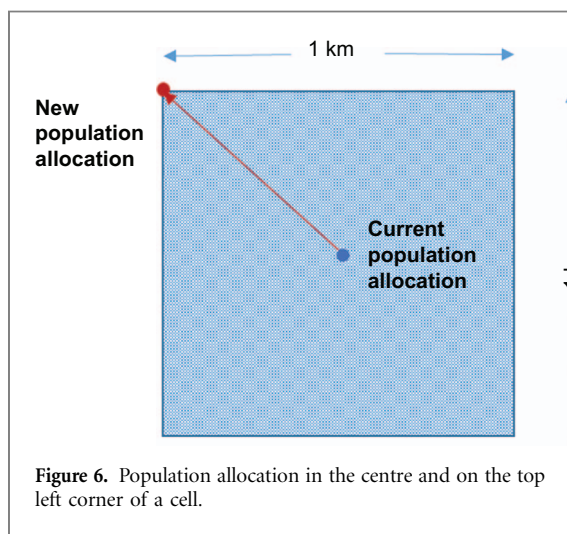 1 km
New
population
allocation
Current
population
allocation
Figure 6. Population allocation in the centre and on the top
left corner of a cell.